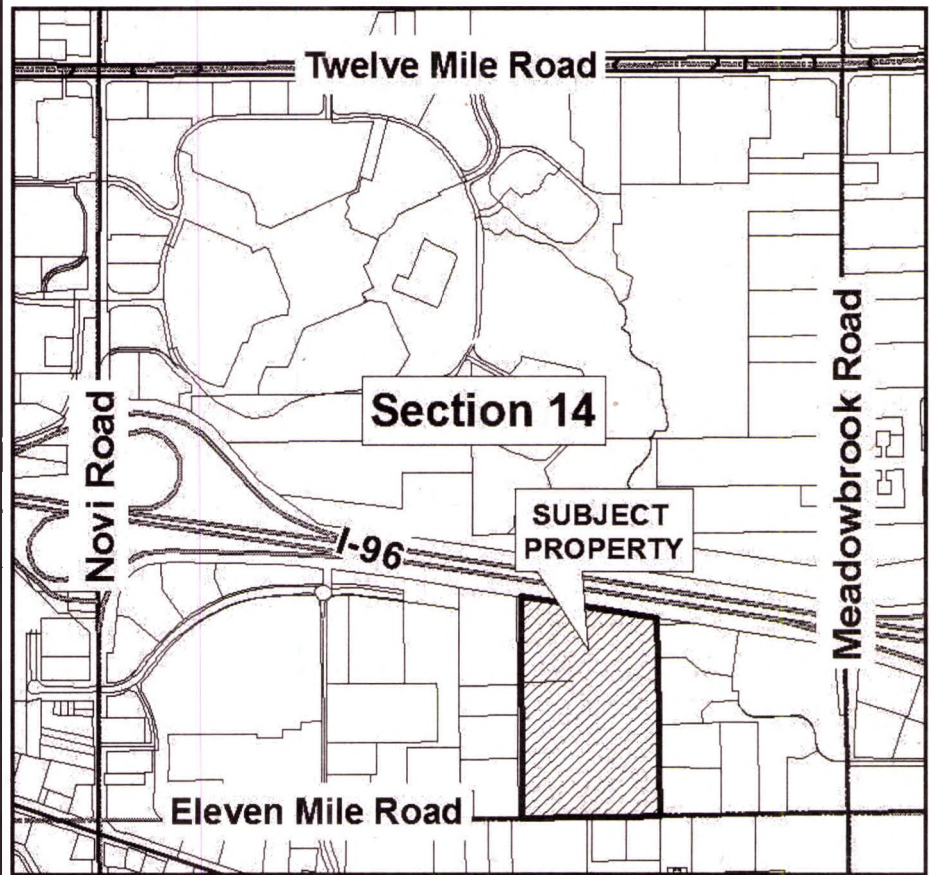 Twelve Mile Road
Novi Road
Section 14
Meadowbrook Road
SUBJECT
PROPERTY
I-96
Eleven Mile Road